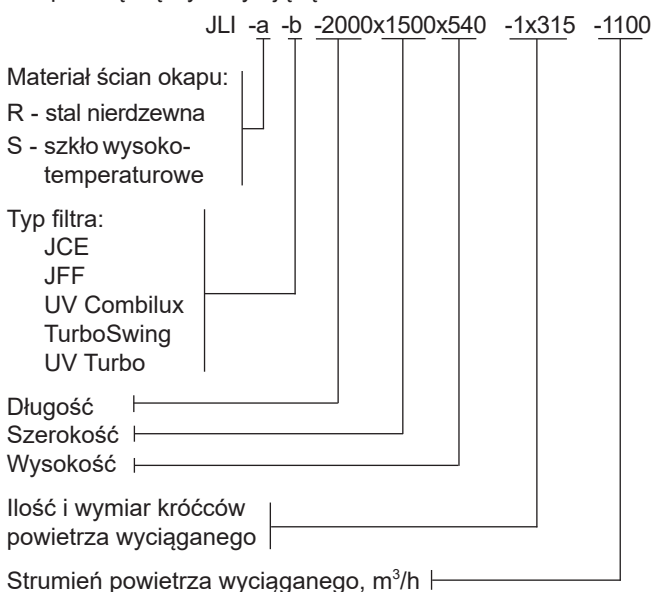 JLI -a -b -2000x1500x540 -1x315 -1100
Materiał ścian okapu:
R - stal nierdzewna
S - szkło wysoko-
temperaturowe
Typ filtra:
JCE
JFF
UV Combilux
TurboSwing
UV Turbo
Długość
Szerokość
Wysokość
Ilość i wymiar króćców
powietrza wyciąganego
Strumień powietrza wyciąganego, m³/h